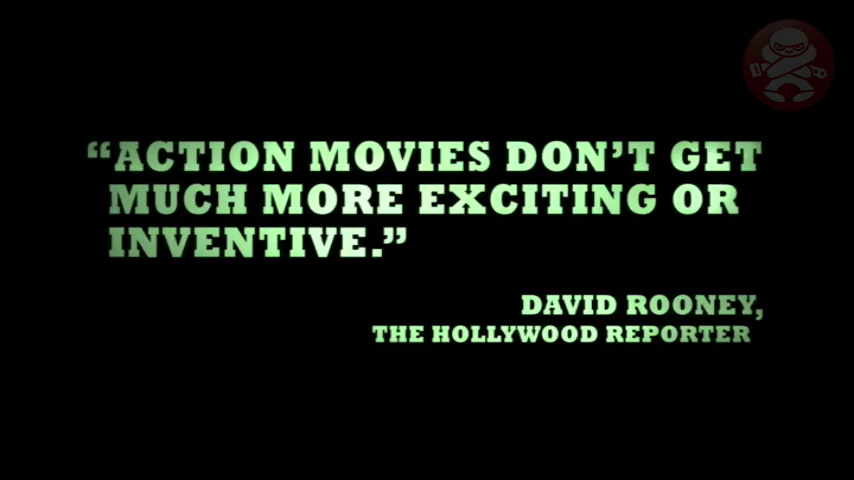 “ACTION MOVIES DON’T GET
MUCH MORE EXCITING OR
INVENTIVE.”
DAVID ROONEY,
THE HOLLYWOOD REPORTER